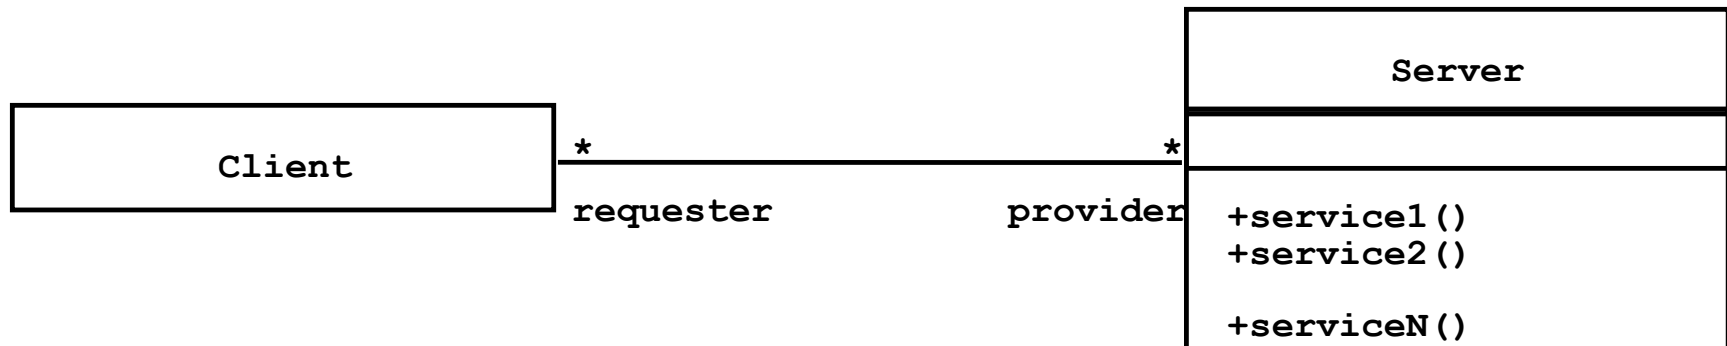 Server
Client
* *
requester provider
+service1()
+service2()
+serviceN()